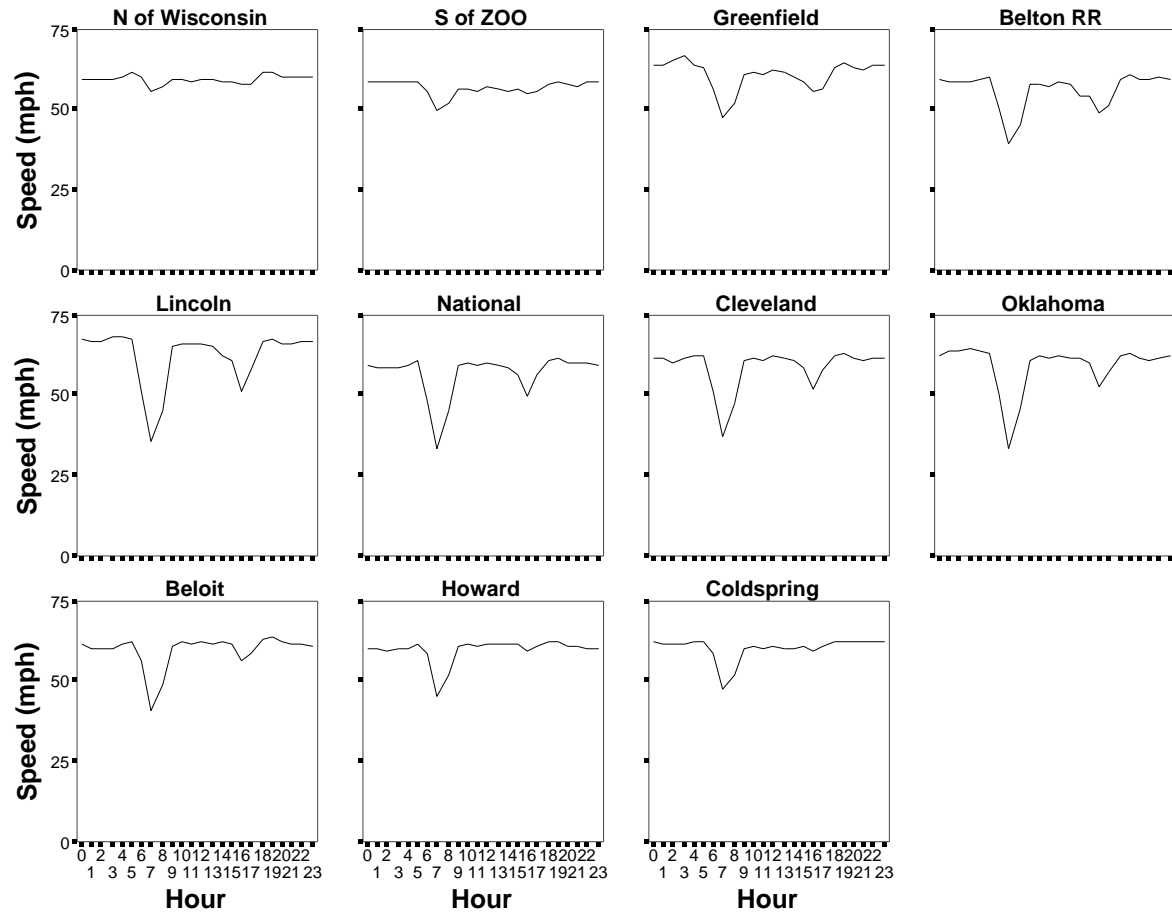 N of Wisconsin
S of ZOO
Greenfield
Belton RR
75
50
25
0
Speed (mph)
Lincoln
National
Cleveland
Oklahoma
75
50
25
0
Speed (mph)
Beloit
Howard
Coldspring
75
50
25
0
Speed (mph)
0 2 4 6 8 10 12 14 16 18 20 22
1 3 5 7 9 11 13 15 17 19 21 23
Hour
0 2 4 6 8 10 12 14 16 18 20 22
1 3 5 7 9 11 13 15 17 19 21 23
Hour
0 2 4 6 8 10 12 14 16 18 20 22
1 3 5 7 9 11 13 15 17 19 21 23
Hour